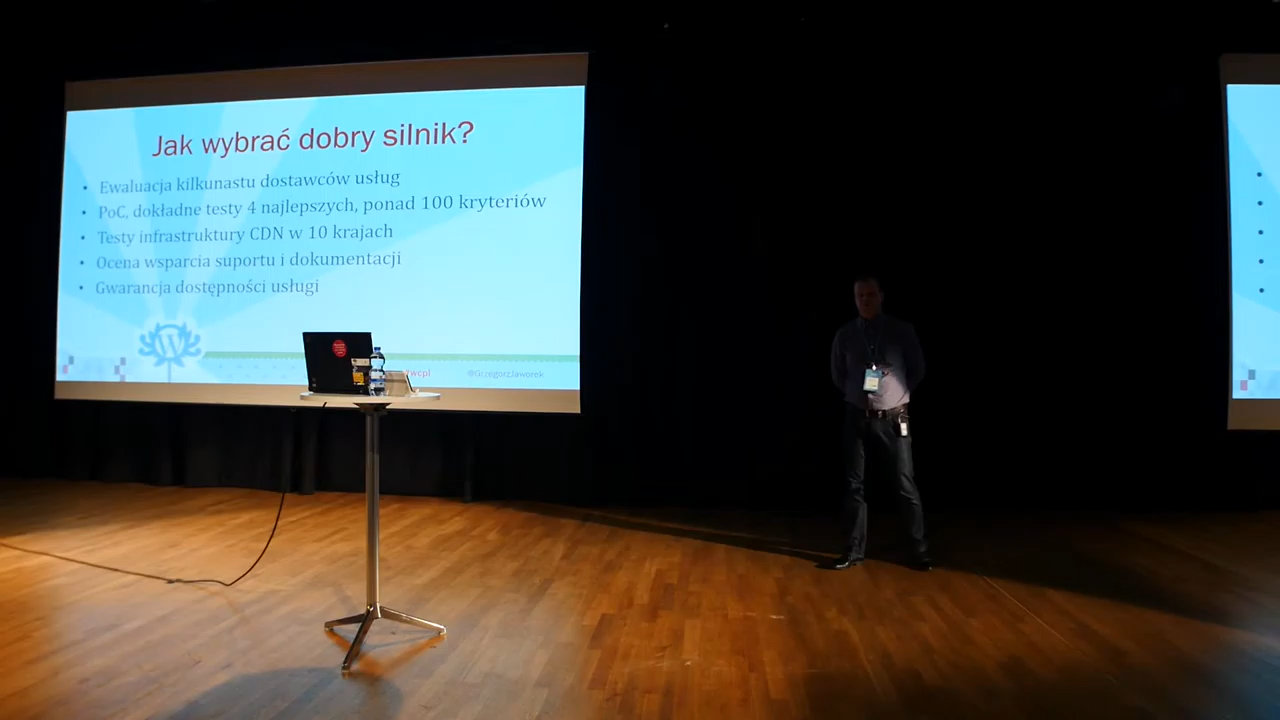 Jak wybrać dobry silnik?
• Ewaluacja kilkunastu dostawców usług
• PoC, dokładne testy 4 najlepszych, ponad 100 kryteriów
• Testy infrastruktury CDN w 10 krajach
• Ocena wsparcia suportu i dokumentacji
• Gwarancja dostępności usługi
W
wcpl
@GrzegorzJaworek